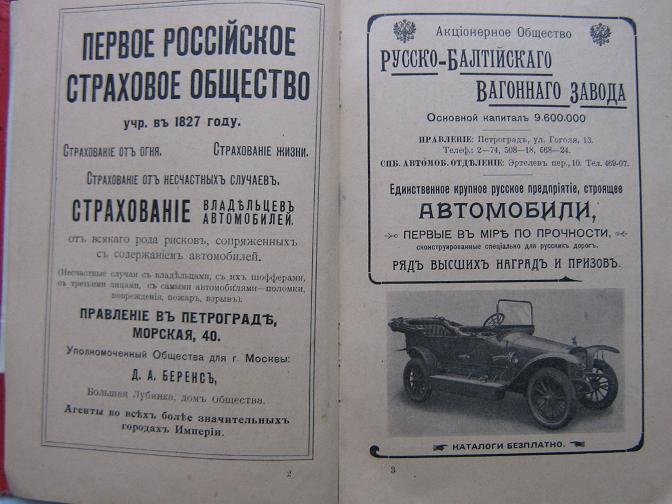 ПЕРВОЕ РОССІЙСКОЕ
СТРАХОВОЕ ОБЩЕСТВО
учр. въ 1827 году.
Страхованіе отъ огня. Страхованіе жизни.
Страхованіе отъ несчастныхъ случаевъ.
СТРАХОВАНІЕ ВЛАДѢЛЬЦЕВЪ АВТОМОБИЛЕЙ.
отъ всякаго рода рисковъ, сопряженныхъ
съ содержаніемъ автомобилей.
(Несчастные случаи съ владѣльцами, съ ихъ шофферами,
съ третьими лицами, съ самыми автомобилями—поломки,
поврежденія, пожаръ, взрывъ).
ПРАВЛЕНІЕ ВЪ ПЕТРОГРАДѢ,
МОРСКАЯ, 40.
Уполномоченный Общества для г. Москвы:
Д. А. БЕРЕНСЪ,
Большая Лубянка, домъ Общества.
Агенты во всѣхъ болѣе значительныхъ
городахъ Имперіи.
2
Акціонерное Общество
Русско-Балтійскаго
Вагоннаго Завода
Основной капиталъ 9.600.000
ПРАВЛЕНІЕ: Петроградъ, ул. Гоголя, 13.
Телеф.: 2—74, 508—18, 568—24.
СПБ. АВТОМОБ. ОТДѢЛЕНІЕ: Эртелевъ пер., 10. Тел. 469-07.
Единственное крупное русское предпріятіе, строящее
АВТОМОБИЛИ,
ПЕРВЫЕ ВЪ МІРѢ ПО ПРОЧНОСТИ,
сконструированные спеціально для русскихъ дорогъ.
РЯДЪ ВЫСШИХЪ НАГРАДЪ И ПРИЗОВЪ.
КАТАЛОГИ БЕЗПЛАТНО.
3